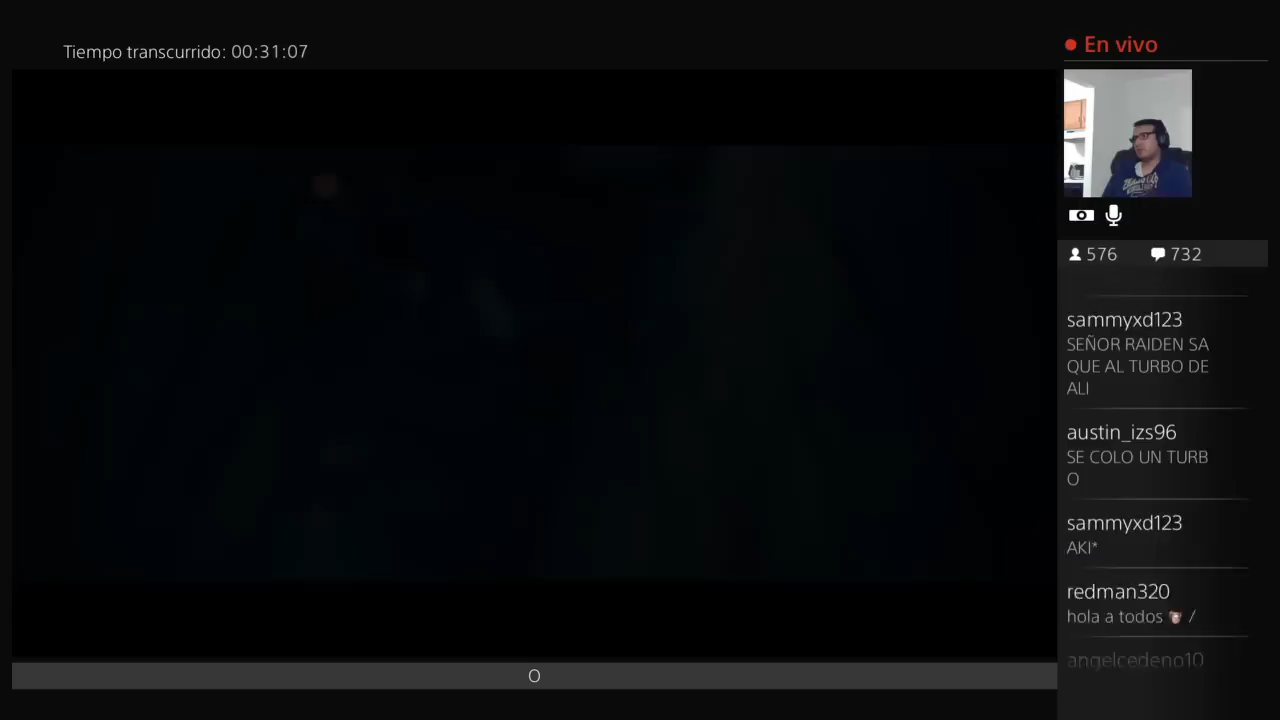 Tiempo transcurrido: 00:31:07
En vivo
576 732
sammyxd123
SEÑOR RAIDEN SA
QUE AL TURBO DE
ALI
austin_izs96
SE COLO UN TURB
O
sammyxd123
AKI*
redman320
hola a todos /
angelcedeno10
O